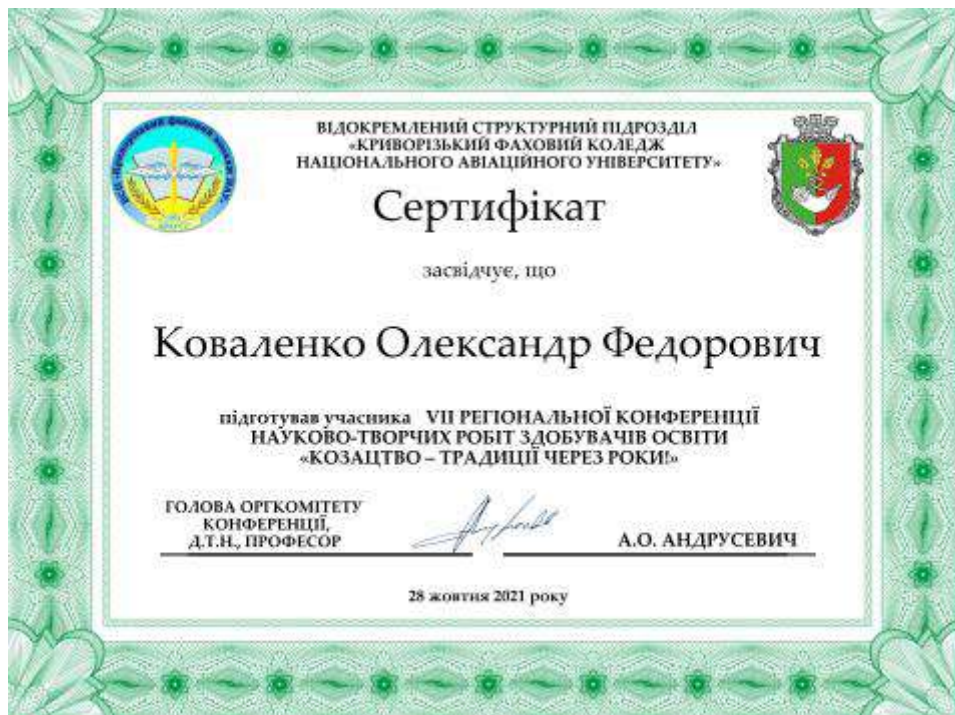 ВІДОКРЕМЛЕНИЙ СТРУКТУРНИЙ ПІДРОЗДІЛ
«КРИВОРІЗЬКИЙ ФАХОВИЙ КОЛЕДЖ
НАЦІОНАЛЬНОГО АВІАЦІЙНОГО УНІВЕРСИТЕТУ»
Сертифікат
засвідчує, що
Коваленко Олександр Федорович
підготував учасника VII РЕГІОНАЛЬНОЇ КОНФЕРЕНЦІЇ
НАУКОВО-ТВОРЧИХ РОБІТ ЗДОБУВАЧІВ ОСВІТИ
«КОЗАЦТВО – ТРАДИЦІЇ ЧЕРЕЗ РОКИ!»
ГОЛОВА ОРГКОМІТЕТУ
КОНФЕРЕНЦІЇ,
Д.Т.Н., ПРОФЕСОР
А.О. АНДРУСЕВИЧ
28 жовтня 2021 року